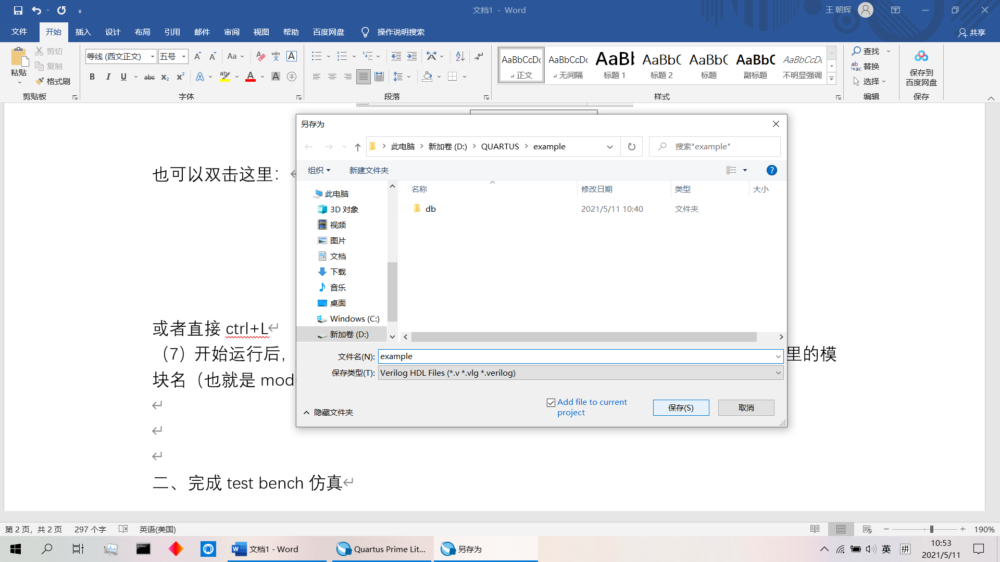 文档1 - Word
王 朝辉
文件 开始 插入 设计 布局 引用 邮件 审阅 视图 帮助 百度网盘 操作说明搜索 共享
粘贴 剪切 复制 格式刷
剪贴板
等线 (西文正文) 五号
字体
段落
AaBbCcDc 正文
AaBbCcDc 无间隔
AaBb 标题 1
AaBbC 标题 2
AaBbC 标题
AaBbC 副标题
AaBbCcDc 不明显强调
样式
查找
替换
选择
编辑
保存到
百度网盘
保存
也可以双击这里：
或者直接 ctrl+L
（7）开始运行后，
里的模
块名（也就是 mod
二、完成 test bench 仿真
另存为
此电脑 新加卷 (D:) QUARTUS example
搜索"example"
组织 新建文件夹
名称 修改日期 类型 大小
db 2021/5/11 10:40 文件夹
此电脑
3D 对象
视频
图片
文档
下载
音乐
桌面
Windows (C:)
新加卷 (D:)
文件名(N): example
保存类型(T): Verilog HDL Files (*.v *.vlg *.verilog)
Add file to current
project
隐藏文件夹
保存(S) 取消
第 2 页，共 2 页 297 个字 英语(美国) 190%
文档1 - Word
Quartus Prime Lit...
另存为
英 拼
10:53
2021/5/11